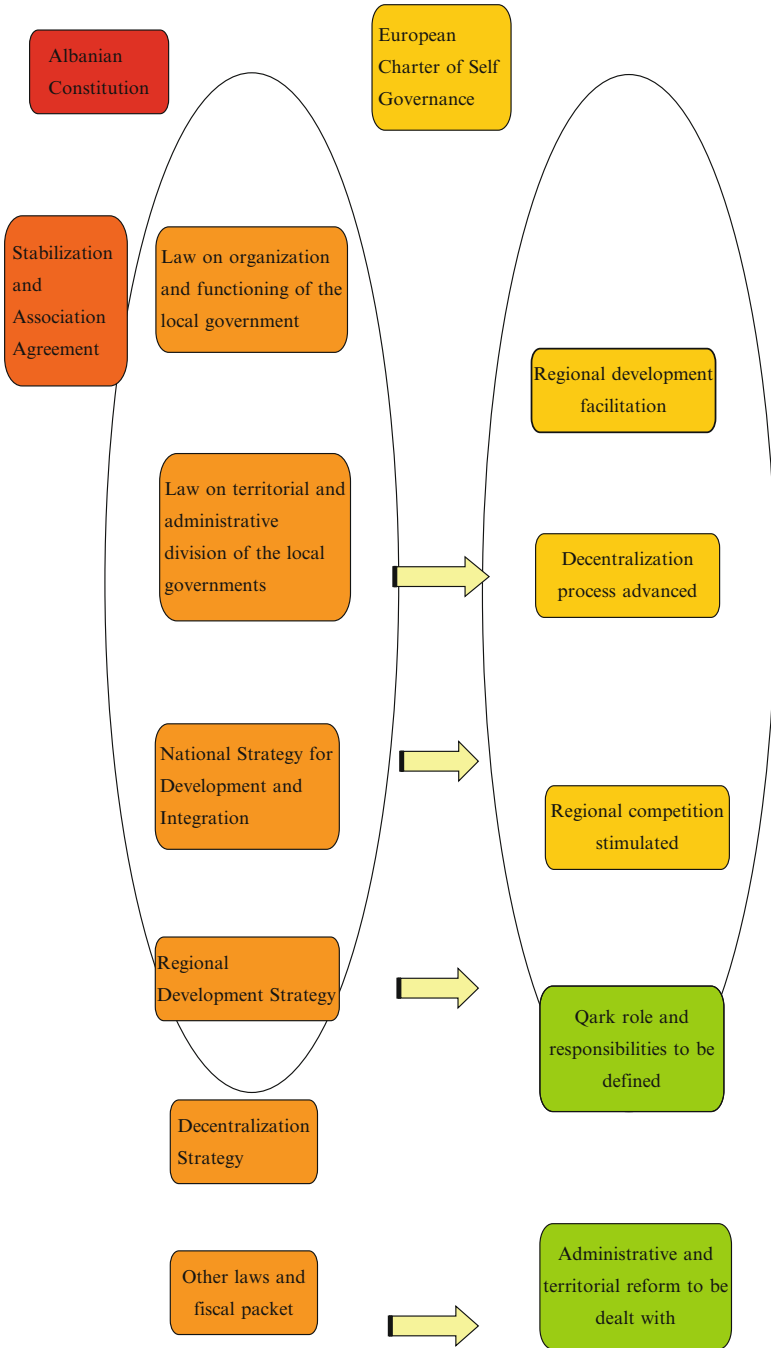 Albanian
Constitution
European
Charter of Self
Governance
Stabilization
and
Association
Agreement
Law on organization
and functioning of the
local government
Regional development
facilitation
Law on territorial and
administrative
division of the local
governments
Decentralization
process advanced
National Strategy for
Development and
Integration
Regional competition
stimulated
Regional
Development Strategy
Qark role and
responsibilities to be
defined
Decentralization
Strategy
Other laws and
fiscal packet
Administrative and
territorial reform to be
dealt with